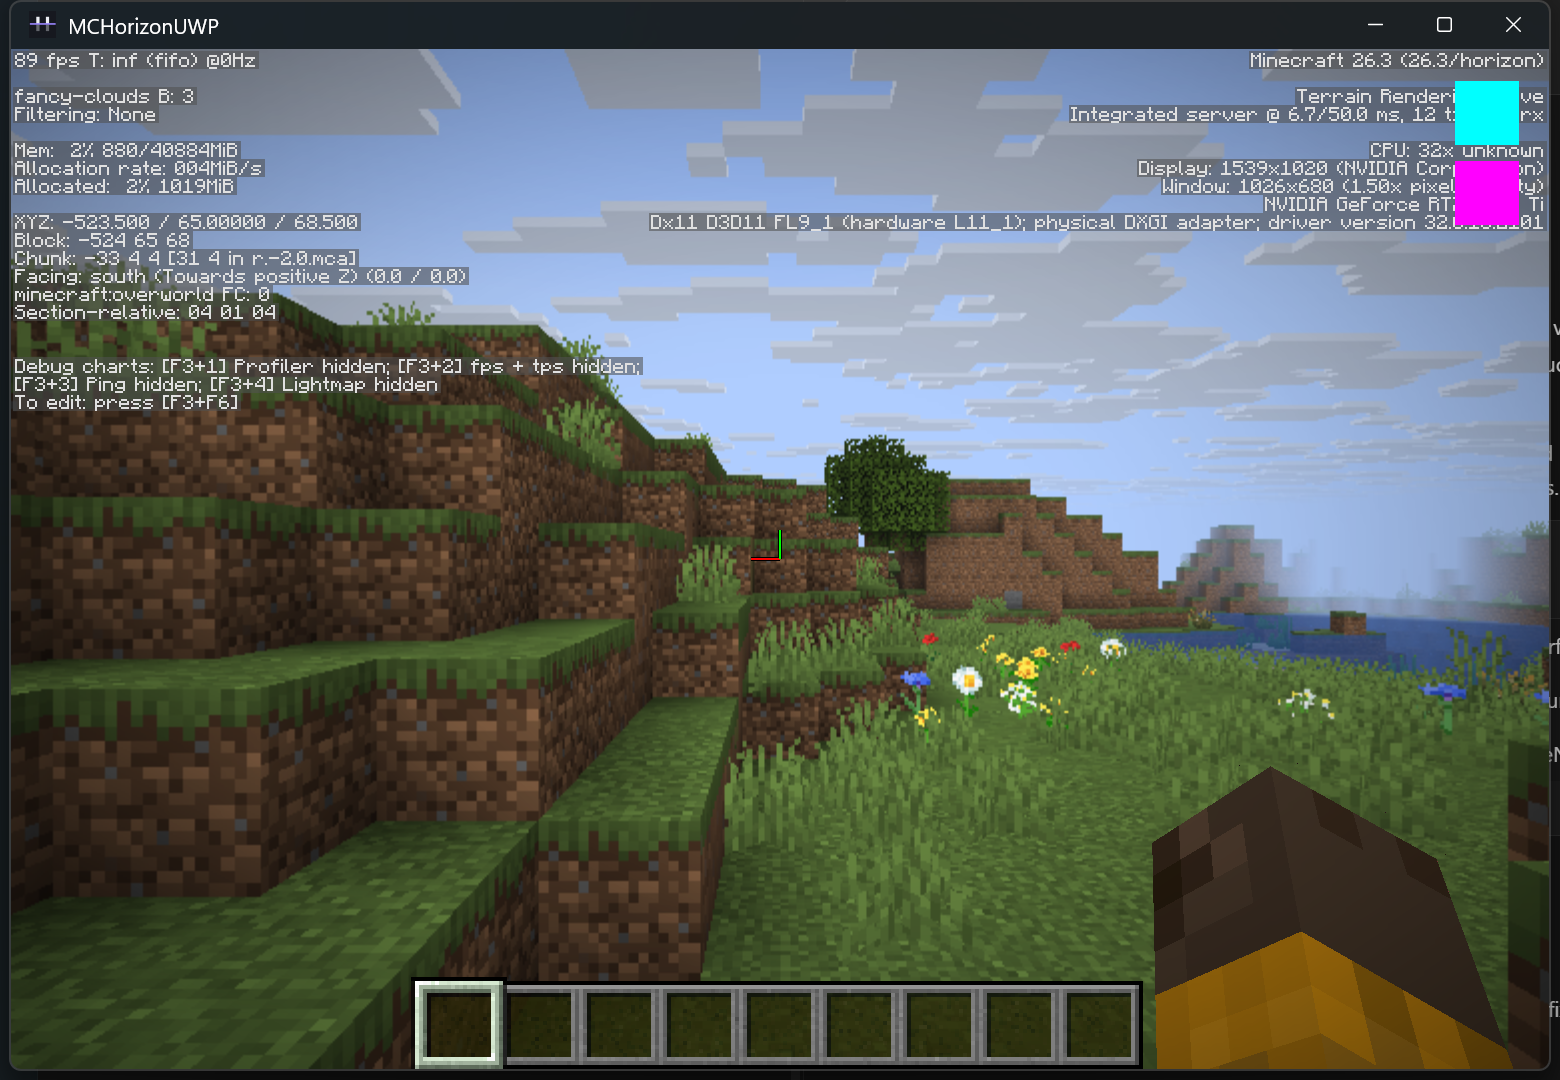 MCHorizonUWP
89 fps T: inf (fifo) @0Hz
fancy-clouds B: 3
Filtering: None
Mem: 2% 880/40884MiB
Allocation rate: 004MiB/s
Allocated: 2% 1019MiB
XYZ: -523.500 / 65.00000 / 68.500
Block: -524 65 68
Chunk: -33 4 4 [31 4 in r.-2.0.mca]
Facing: south (Towards positive Z) (0.0 / 0.0)
minecraft:overworld FC: 0
Section-relative: 04 01 04
Debug charts: [F3+1] Profiler hidden; [F3+2] fps + tps hidden;
[F3+3] Ping hidden; [F3+4] Lightmap hidden
To edit: press [F3+F6]
Minecraft 26.3 (26.3/horizon)
Terrain
Integrated server @ 6.7/50.0 ms, 12
CPU: 32x unknown
Display: 1539x1020 (NVIDIA
Window: 1026x680 (1.50x
NVIDIA GeForce
Dx11 D3D11 FL9_1 (hardware L11_1); physical DXGI adapter; driver version